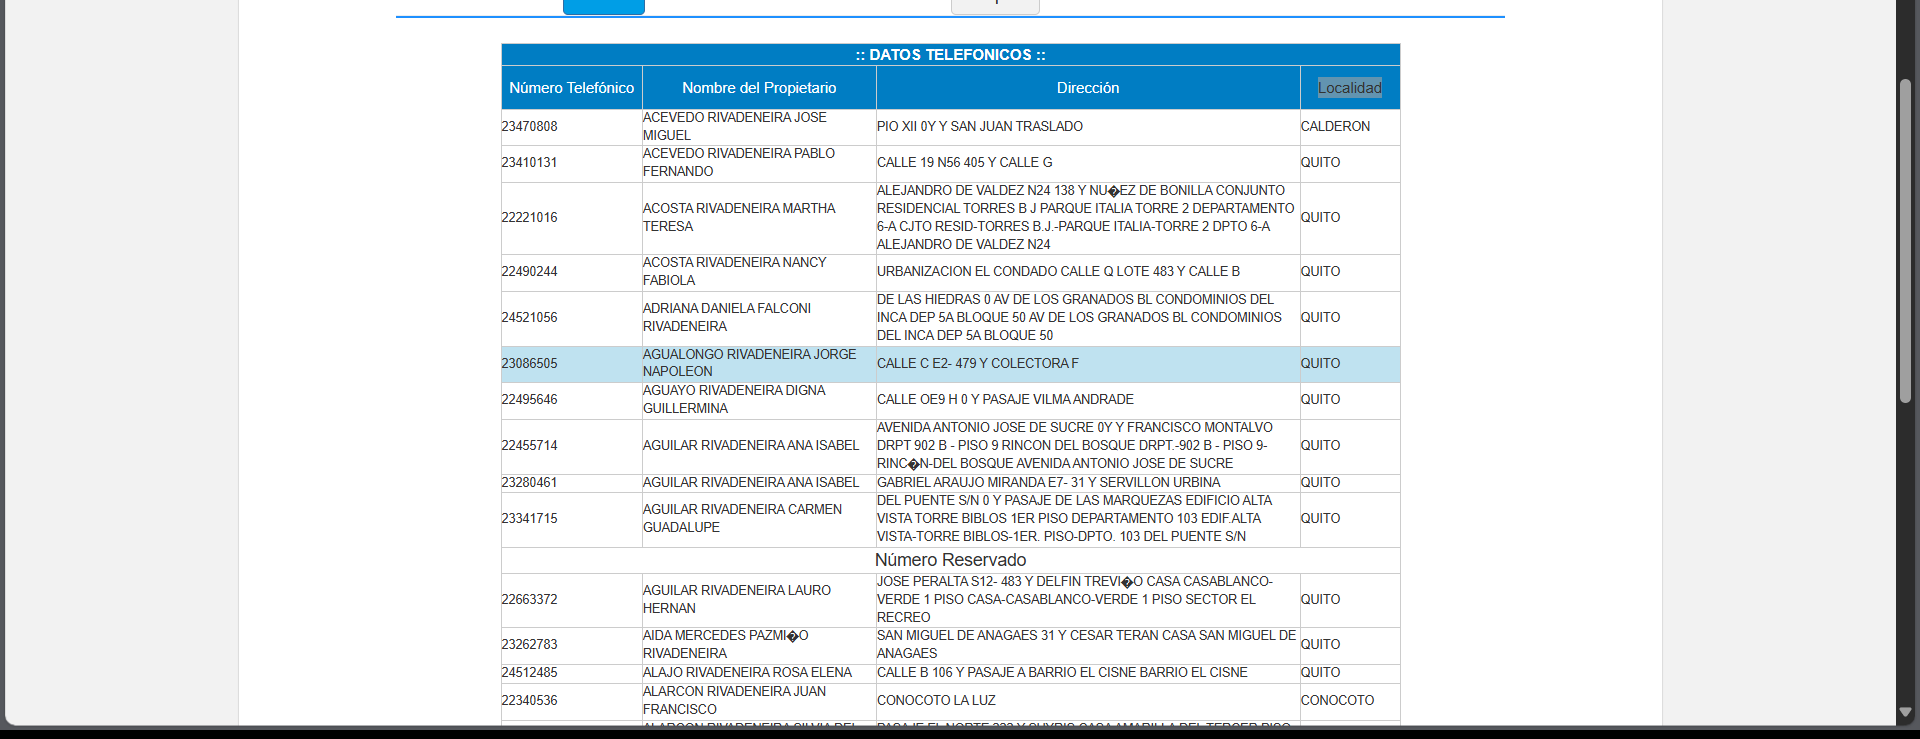 :: DATOS TELEFONICOS ::
Número Telefónico Nombre del Propietario Dirección Localidad
23470808 ACEVEDO RIVADENEIRA JOSE MIGUEL PIO XII 0Y Y SAN JUAN TRASLADO CALDERON
23410131 ACEVEDO RIVADENEIRA PABLO FERNANDO CALLE 19 N56 405 Y CALLE G QUITO
22221016 ACOSTA RIVADENEIRA MARTHA TERESA ALEJANDRO DE VALDEZ N24 138 Y NU�EZ DE BONILLA CONJUNTO RESIDENCIAL TORRES B J PARQUE ITALIA TORRE 2 DEPARTAMENTO 6-A CJTO RESID-TORRES B.J.-PARQUE ITALIA-TORRE 2 DPTO 6-A ALEJANDRO DE VALDEZ N24 QUITO
22490244 ACOSTA RIVADENEIRA NANCY FABIOLA URBANIZACION EL CONDADO CALLE Q LOTE 483 Y CALLE B QUITO
24521056 ADRIANA DANIELA FALCONI RIVADENEIRA DE LAS HIEDRAS 0 AV DE LOS GRANADOS BL CONDOMINIOS DEL INCA DEP 5A BLOQUE 50 AV DE LOS GRANADOS BL CONDOMINIOS DEL INCA DEP 5A BLOQUE 50 QUITO
23086505 AGUALONGO RIVADENEIRA JORGE NAPOLEON CALLE C E2- 479 Y COLECTORA F QUITO
22495646 AGUAYO RIVADENEIRA DIGNA GUILLERMINA CALLE OE9 H 0 Y PASAJE VILMA ANDRADE QUITO
22455714 AGUILAR RIVADENEIRA ANA ISABEL AVENIDA ANTONIO JOSE DE SUCRE 0Y Y FRANCISCO MONTALVO DRPT 902 B - PISO 9 RINCON DEL BOSQUE DRPT.-902 B - PISO 9-RINC�N-DEL BOSQUE AVENIDA ANTONIO JOSE DE SUCRE QUITO
23280461 AGUILAR RIVADENEIRA ANA ISABEL GABRIEL ARAUJO MIRANDA E7- 31 Y SERVILLON URBINA QUITO
23341715 AGUILAR RIVADENEIRA CARMEN GUADALUPE DEL PUENTE S/N 0 Y PASAJE DE LAS MARQUEZAS EDIFICIO ALTA VISTA TORRE BIBLOS 1ER PISO DEPARTAMENTO 103 EDIF.ALTA VISTA-TORRE BIBLOS-1ER. PISO-DPTO. 103 DEL PUENTE S/N QUITO
Número Reservado
22663372 AGUILAR RIVADENEIRA LAURO HERNAN JOSE PERALTA S12- 483 Y DELFIN TREVI�O CASA CASABLANCO-VERDE 1 PISO CASA-CASABLANCO-VERDE 1 PISO SECTOR EL RECREO QUITO
23262783 AIDA MERCEDES PAZMI�O RIVADENEIRA SAN MIGUEL DE ANAGAES 31 Y CESAR TERAN CASA SAN MIGUEL DE ANAGAES QUITO
24512485 ALAJO RIVADENEIRA ROSA ELENA CALLE B 106 Y PASAJE A BARRIO EL CISNE BARRIO EL CISNE QUITO
22340536 ALARCON RIVADENEIRA JUAN FRANCISCO CONOCOTO LA LUZ CONOCOTO